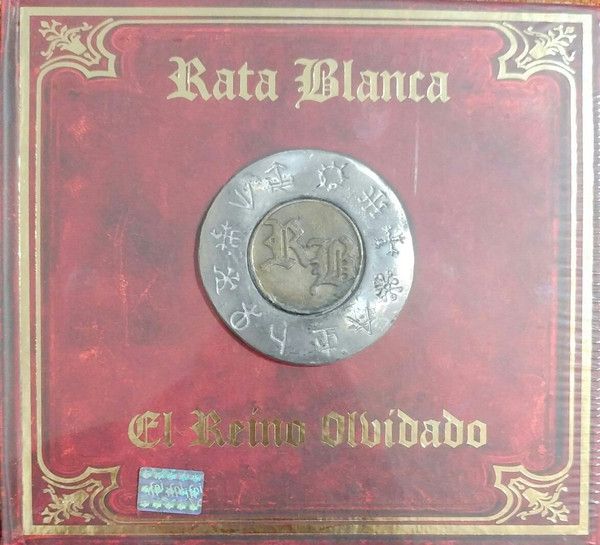 Rata Blanca
RB
El Reino Olvidado